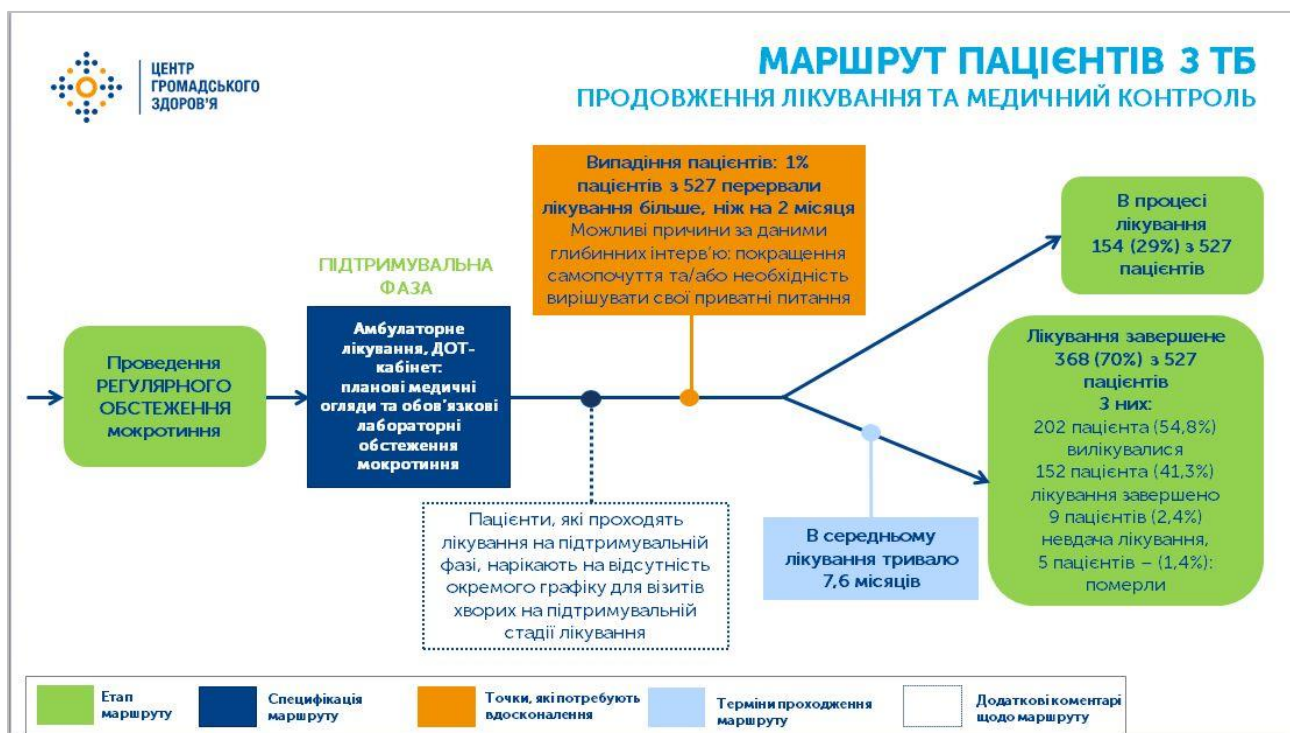 ЦЕНТР
ГРОМАДСЬКОГО
ЗДОРОВ'Я
МАРШРУТ ПАЦІЄНТІВ З ТБ
ПРОДОВЖЕННЯ ЛІКУВАННЯ ТА МЕДИЧНИЙ КОНТРОЛЬ
Проведення
РЕГУЛЯРНОГО
ОБСТЕЖЕННЯ
мокротиння
ПІДТРИМУВАЛЬНА
ФАЗА
Амбулаторне
лікування, ДОТ-
кабінет:
планові медичні
огляди та обов'язкові
лабораторні
обстеження
мокротиння
Випадіння пацієнтів: 1%
пацієнтів з 527 перервали
лікування більше, ніж на 2 місяця
Можливі причини за даними
глибинних інтерв'ю: покращення
самопочуття та/або необхідність
вирішувати свої приватні питання
Пацієнти, які проходять
лікування на підтримувальній
фазі, нарікають на відсутність
окремого графіку для візитів
хворих на підтримувальній
стадії лікування
В середньому
лікування тривало
7,6 місяців
В процесі
лікування
154 (29%) з 527
пацієнтів
Лікування завершене
368 (70%) з 527
пацієнтів
З них:
202 пацієнта (54,8%)
вилікувалися
152 пацієнта (41,3%)
лікування завершено
9 пацієнтів (2,4%)
невдача лікування,
5 пацієнтів – (1,4%):
померли
Етап
маршруту
Специфікація
маршруту
Точки, які потребують
вдосконалення
Терміни проходження
маршруту
Додаткові коментарі
щодо маршруту